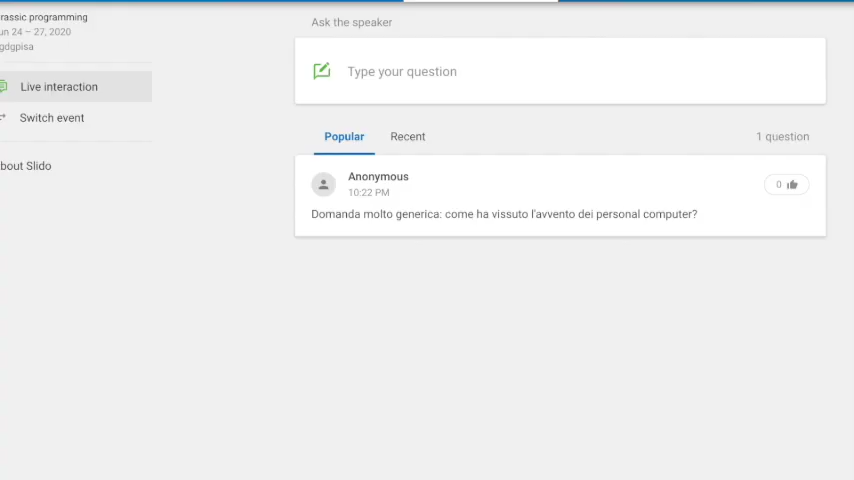 rassic programming
un 24 – 27, 2020
gdgpisa
Live interaction
Switch event
bout Slido
Ask the speaker
Type your question
Popular
Recent
1 question
Anonymous
10:22 PM
0
Domanda molto generica: come ha vissuto l'avvento dei personal computer?